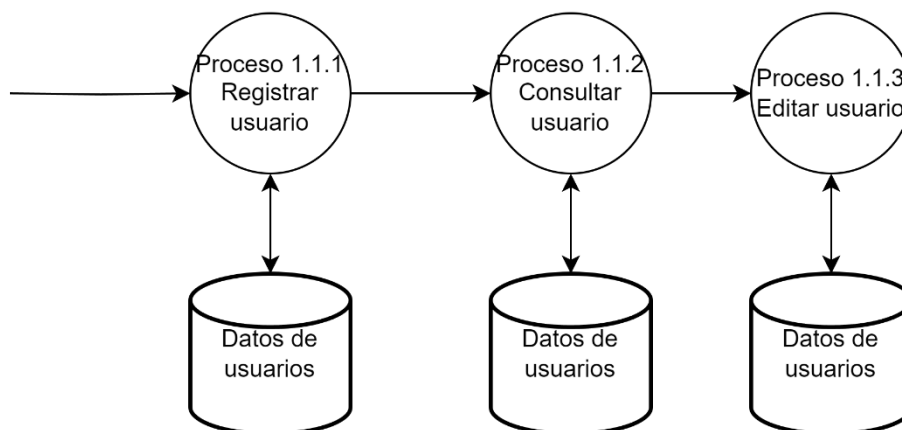 Proceso 1.1.1
Registrar
usuario
Proceso 1.1.2
Consultar
usuario
Proceso 1.1.3
Editar usuario
Datos de
usuarios
Datos de
usuarios
Datos de
usuarios